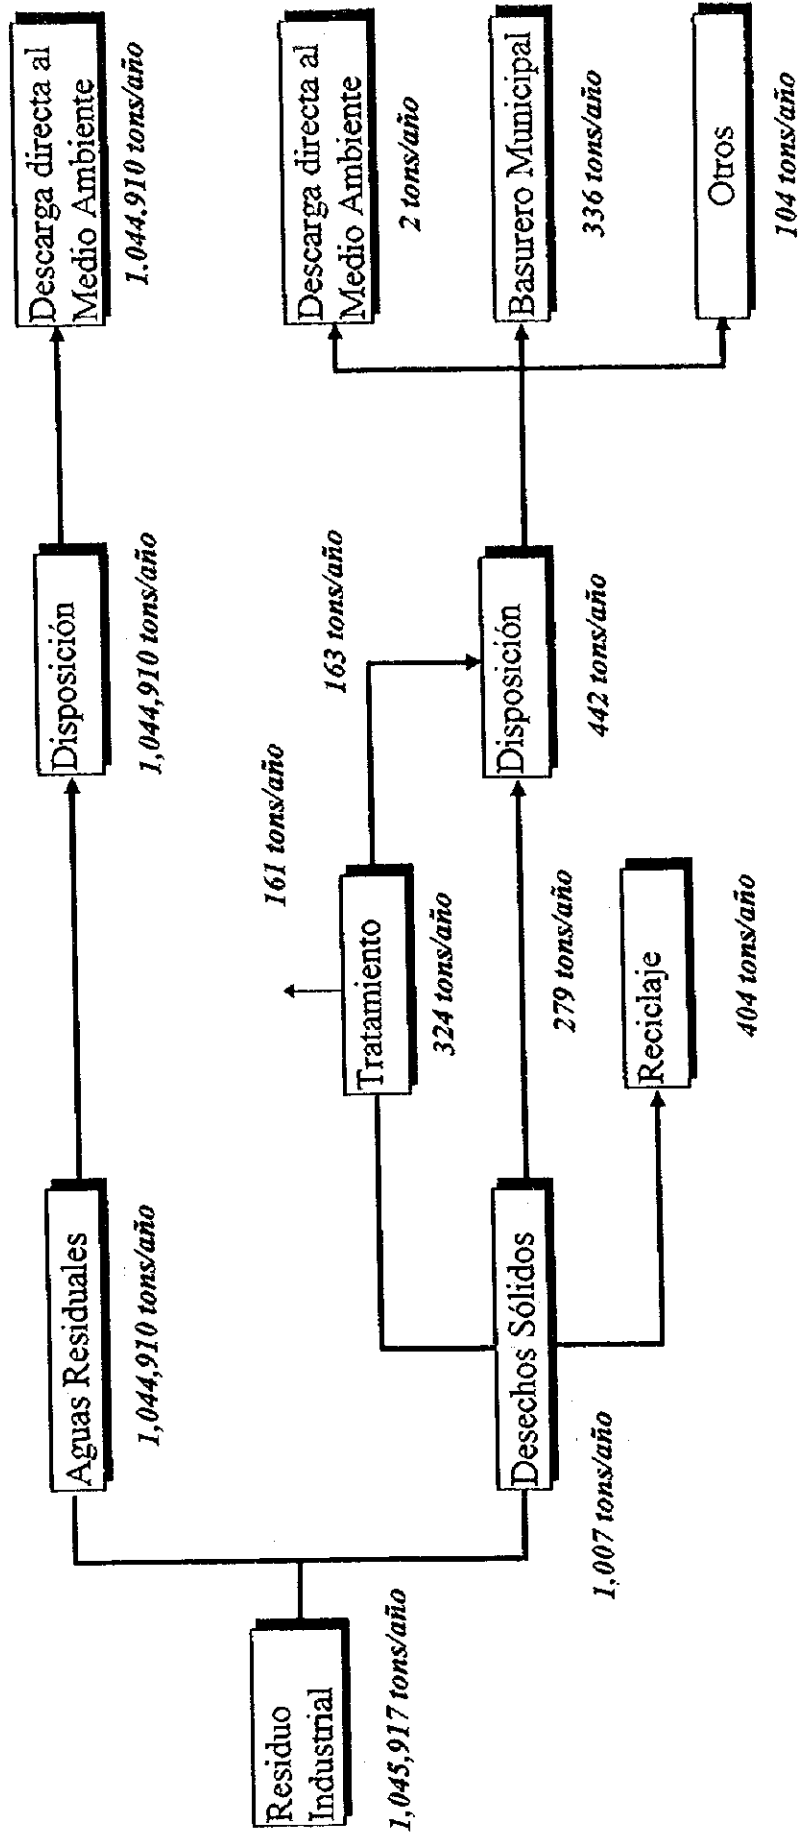 Residuo
Industrial
1,045,917 tons/año
Aguas Residuales
1,044,910 tons/año
Disposición
1,044,910 tons/año
Descarga directa al
Medio Ambiente
1.044.910 tons/año
Desechos Sólidos
1,007 tons/año
Tratamiento
324 tons/año
161 tons/año
163 tons/año
279 tons/año
Reciclaje
404 tons/año
Disposición
442 tons/año
Descarga directa al
Medio Ambiente
2 tons/año
Basurero Municipal
336 tons/año
Otros
104 tons/año